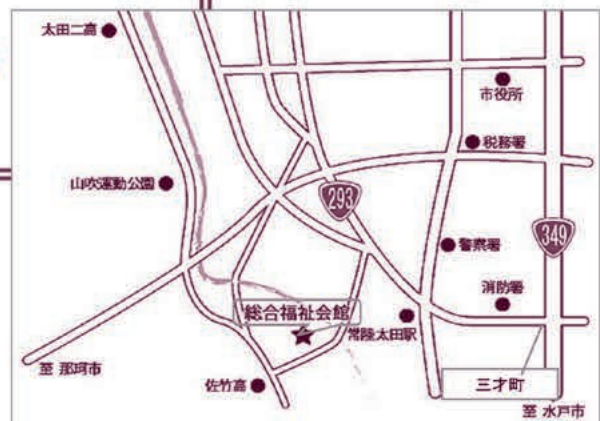 太田二高
市役所
税務署
山吹運動公園
293
349
警察署
消防署
総合福祉会館
常陸太田駅
至 那珂市
佐竹高
三才町
至 水戸市